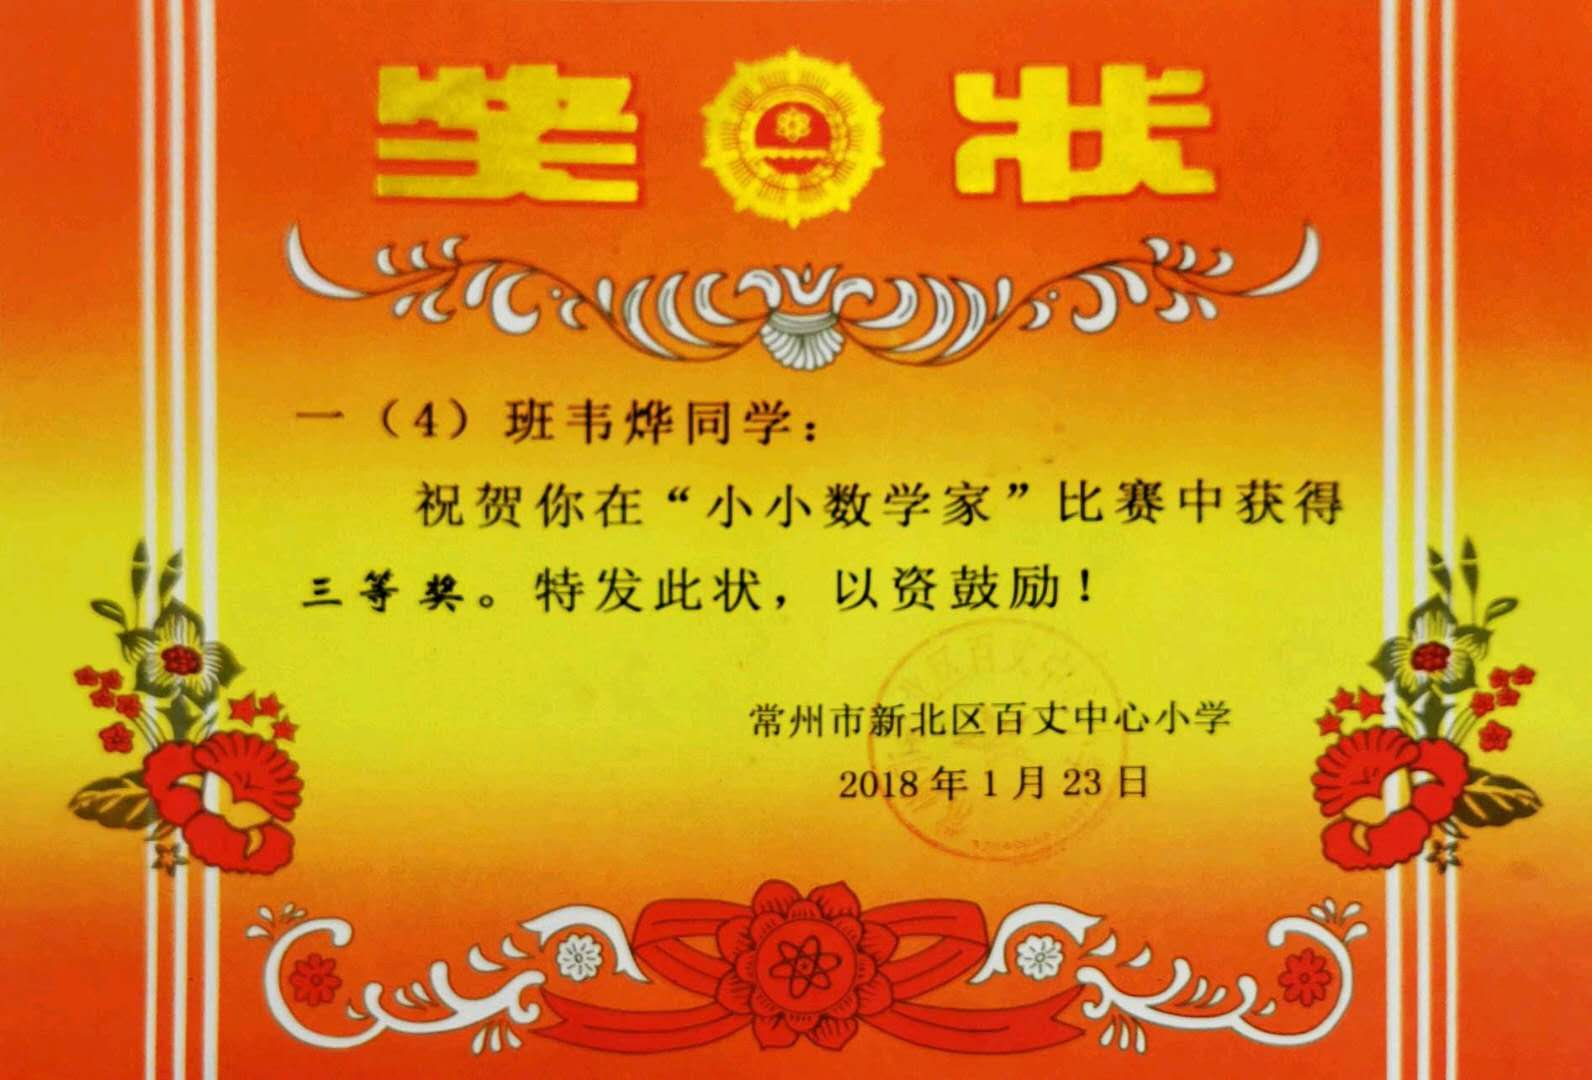 奖状
一（4）班韦烨同学：
祝贺你在“小小数学家”比赛中获得
三等奖。特发此状，以资鼓励！
常州市新北区百丈中心小学
2018年1月23日